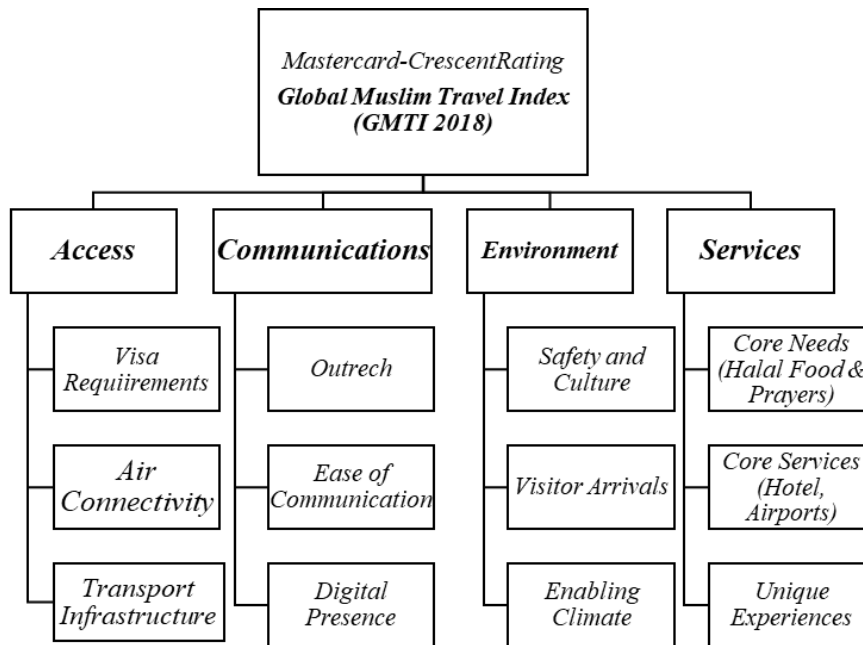 Mastercard-CrescentRating
Global Muslim Travel Index
(GMTI 2018)
Access
Communications
Environment
Services
Visa
Requiirements
Outrech
Safety and
Culture
Core Needs
(Halal Food &
Prayers)
Air
Connectivity
Ease of
Communication
Visitor Arrivals
Core Services
(Hotel,
Airports)
Transport
Infrastructure
Digital
Presence
Enabling
Climate
Unique
Experiences